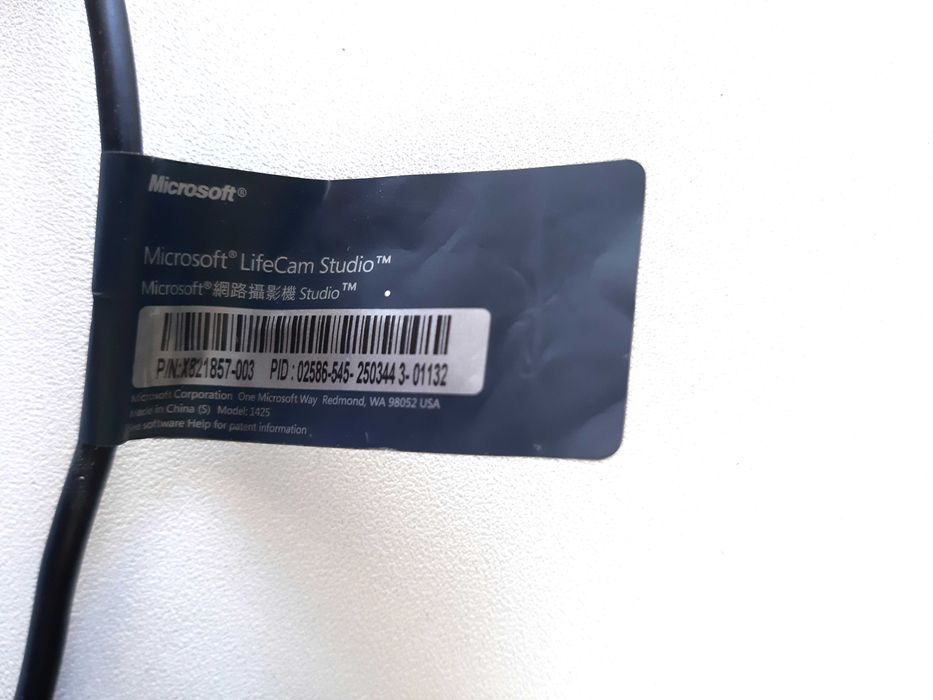 Microsoft®
Microsoft® LifeCam Studio™
Microsoft®網路攝影機 Studio™
P/N:X821857-003 PID : 02586-545- 250344 3- 01132
Microsoft Corporation One Microsoft Way Redmond, WA 98052 USA
Made in China (S) Model: 1425
See software Help for patent information